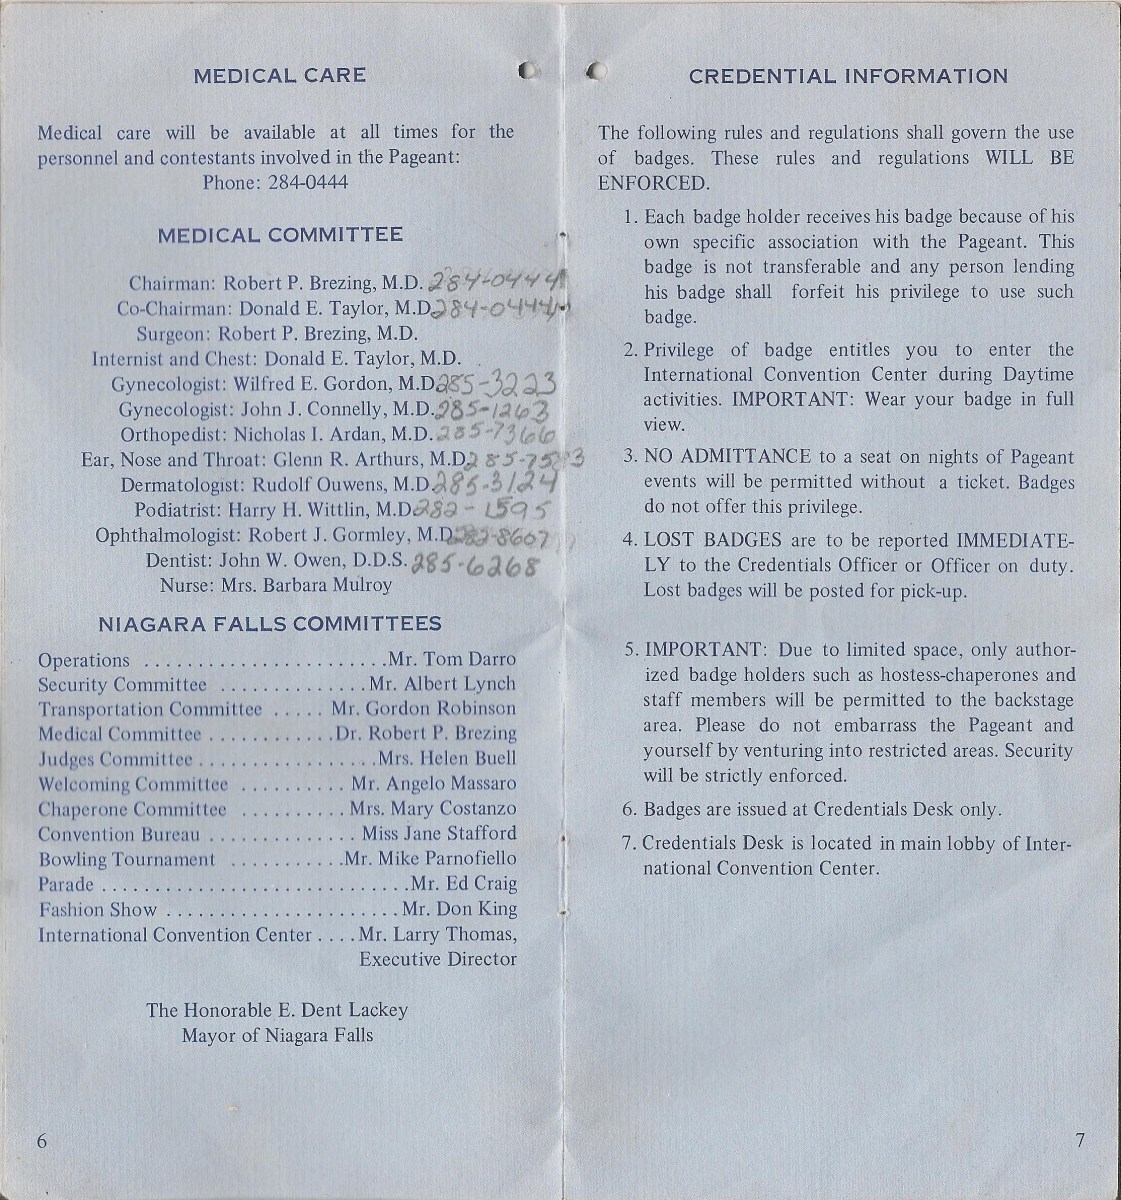 MEDICAL CARE
Medical care will be available at all times for the
personnel and contestants involved in the Pageant:
Phone: 284-0444
MEDICAL COMMITTEE
Chairman: Robert P. Brezing, M.D. 284-0444
Co-Chairman: Donald E. Taylor, M.D. 284-0444
Surgeon: Robert P. Brezing, M.D.
Internist and Chest: Donald E. Taylor, M.D.
Gynecologist: Wilfred E. Gordon, M.D. 285-3223
Gynecologist: John J. Connelly, M.D. 285-1263
Orthopedist: Nicholas I. Ardan, M.D. 285-7366
Ear, Nose and Throat: Glenn R. Arthurs, M.D.
Dermatologist: Rudolf Ouwens, M.D. 285-3124
Podiatrist: Harry H. Wittlin, M.D. 282-1595
Ophthalmologist: Robert J. Gormley, M.D. 282-8607
Dentist: John W. Owen, D.D.S. 285-6268
Nurse: Mrs. Barbara Mulroy
NIAGARA FALLS COMMITTEES
Operations . . . . . . . . . . . . . . . . . . . . . . . Mr. Tom Darro
Security Committee . . . . . . . . . . . . . . Mr. Albert Lynch
Transportation Committee . . . . . Mr. Gordon Robinson
Medical Committee . . . . . . . . . . . . Dr. Robert P. Brezing
Judges Committee . . . . . . . . . . . . . . . . . Mrs. Helen Buell
Welcoming Committee . . . . . . . . . . Mr. Angelo Massaro
Chaperone Committee . . . . . . . . . . Mrs. Mary Costanzo
Convention Bureau . . . . . . . . . . . . . . Miss Jane Stafford
Bowling Tournament . . . . . . . . . . . Mr. Mike Parnofiello
Parade . . . . . . . . . . . . . . . . . . . . . . . . . . . . . Mr. Ed Craig
Fashion Show . . . . . . . . . . . . . . . . . . . . . . Mr. Don King
International Convention Center . . . . Mr. Larry Thomas,
Executive Director
The Honorable E. Dent Lackey
Mayor of Niagara Falls
6
CREDENTIAL INFORMATION
The following rules and regulations shall govern the use
of badges. These rules and regulations WILL BE
ENFORCED.
1. Each badge holder receives his badge because of his
own specific association with the Pageant. This
badge is not transferable and any person lending
his badge shall forfeit his privilege to use such
badge.
2. Privilege of badge entitles you to enter the
International Convention Center during Daytime
activities. IMPORTANT: Wear your badge in full
view.
3. NO ADMITTANCE to a seat on nights of Pageant
events will be permitted without a ticket. Badges
do not offer this privilege.
4. LOST BADGES are to be reported IMMEDIATE-
LY to the Credentials Officer or Officer on duty.
Lost badges will be posted for pick-up.
5. IMPORTANT: Due to limited space, only author-
ized badge holders such as hostess-chaperones and
staff members will be permitted to the backstage
area. Please do not embarrass the Pageant and
yourself by venturing into restricted areas. Security
will be strictly enforced.
6. Badges are issued at Credentials Desk only.
7. Credentials Desk is located in main lobby of Inter-
national Convention Center.
7